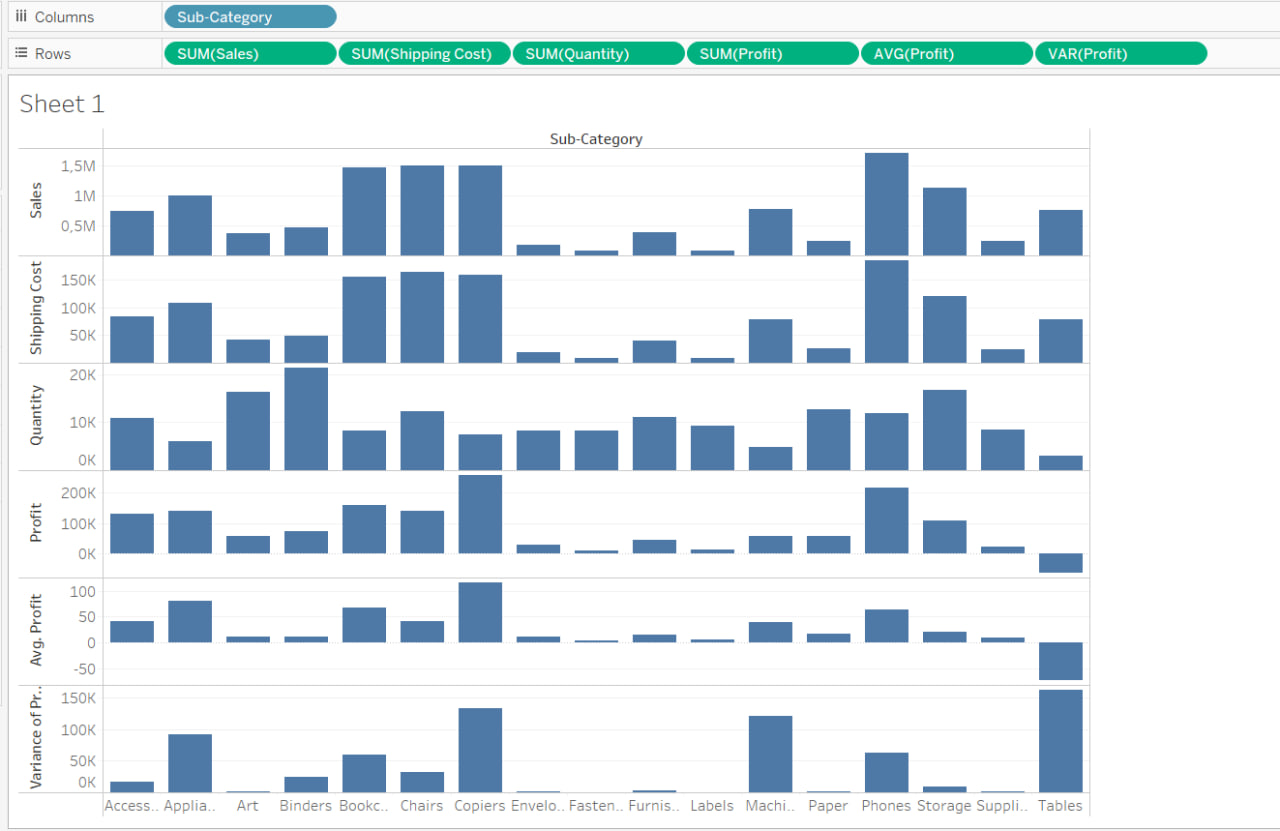 Columns Sub-Category
Rows SUM(Sales) SUM(Shipping Cost) SUM(Quantity) SUM(Profit) AVG(Profit) VAR(Profit)
Sheet 1
Sub-Category
Sales
1,5M
1M
0,5M
Shipping Cost
150K
100K
50K
Quantity
20K
10K
0K
Profit
200K
100K
0K
Avg. Profit
100
50
0
-50
Variance of Pr..
150K
100K
50K
0K
Access.. Applia.. Art Binders Bookc.. Chairs Copiers Envelo.. Fasten.. Furnis.. Labels Machi.. Paper Phones Storage Suppli.. Tables